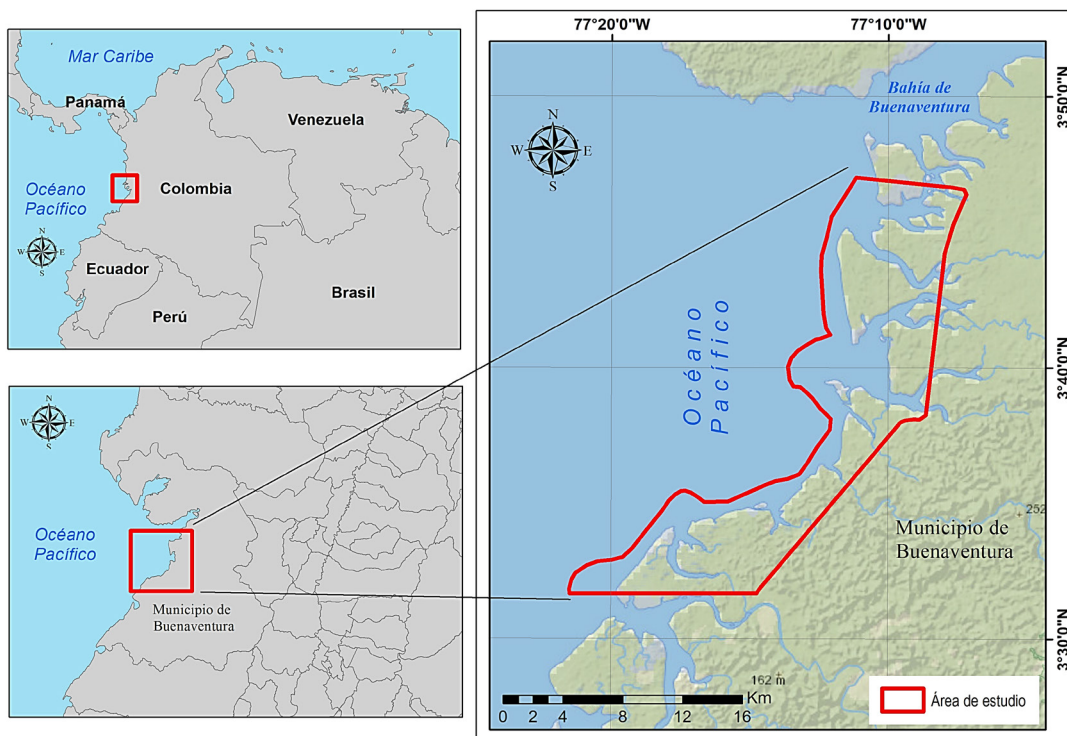 Mar Caribe
Panamá
Venezuela
Océano
Pacífico
Colombia
Ecuador
Perú
Brasil
N
W
E
S
N
W
E
S
Océano
Pacífico
Municipio de
Buenaventura
77°20'0"W
77°10'0"W
Bahía de
Buenaventura
3°50'0"N
N
W
E
S
Océano
Pacífico
3°40'0"N
252
Municipio de
Buenaventura
3°30'0"N
162 m
Km
0 2 4 8 12 16
Área de estudio